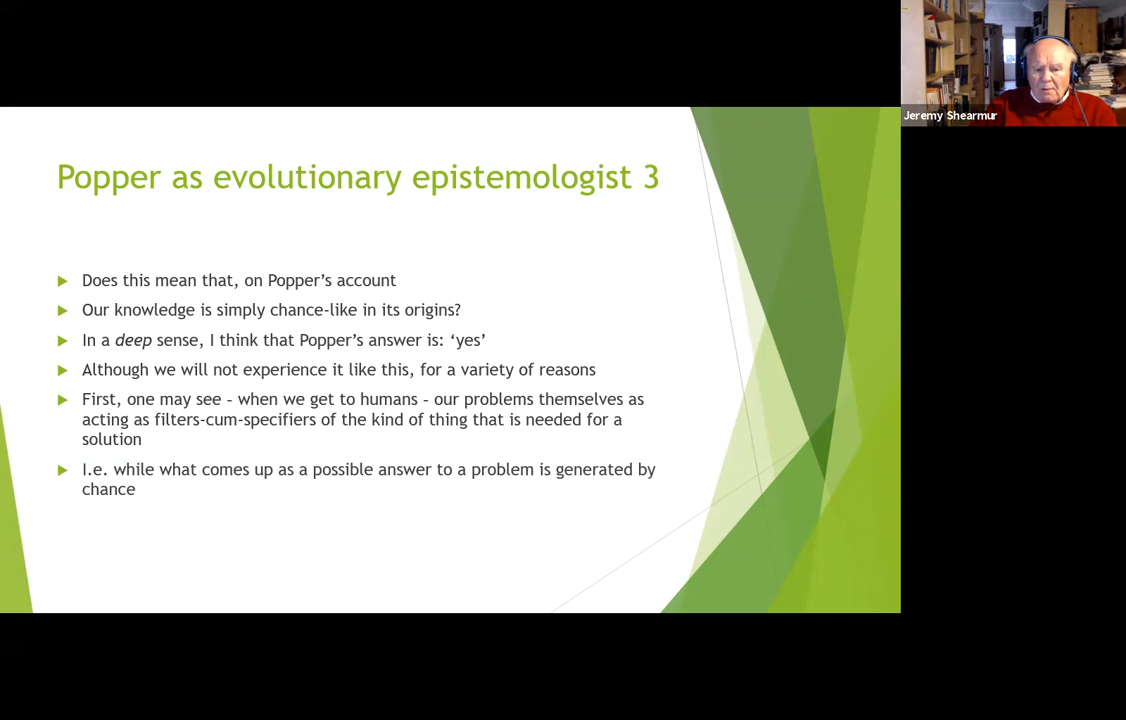 Popper as evolutionary epistemologist 3
Does this mean that, on Popper’s account
Our knowledge is simply chance-like in its origins?
In a deep sense, I think that Popper’s answer is: ‘yes’
Although we will not experience it like this, for a variety of reasons
First, one may see – when we get to humans – our problems themselves as
acting as filters-cum-specifiers of the kind of thing that is needed for a
solution
I.e. while what comes up as a possible answer to a problem is generated by
chance
Jeremy Shearmur